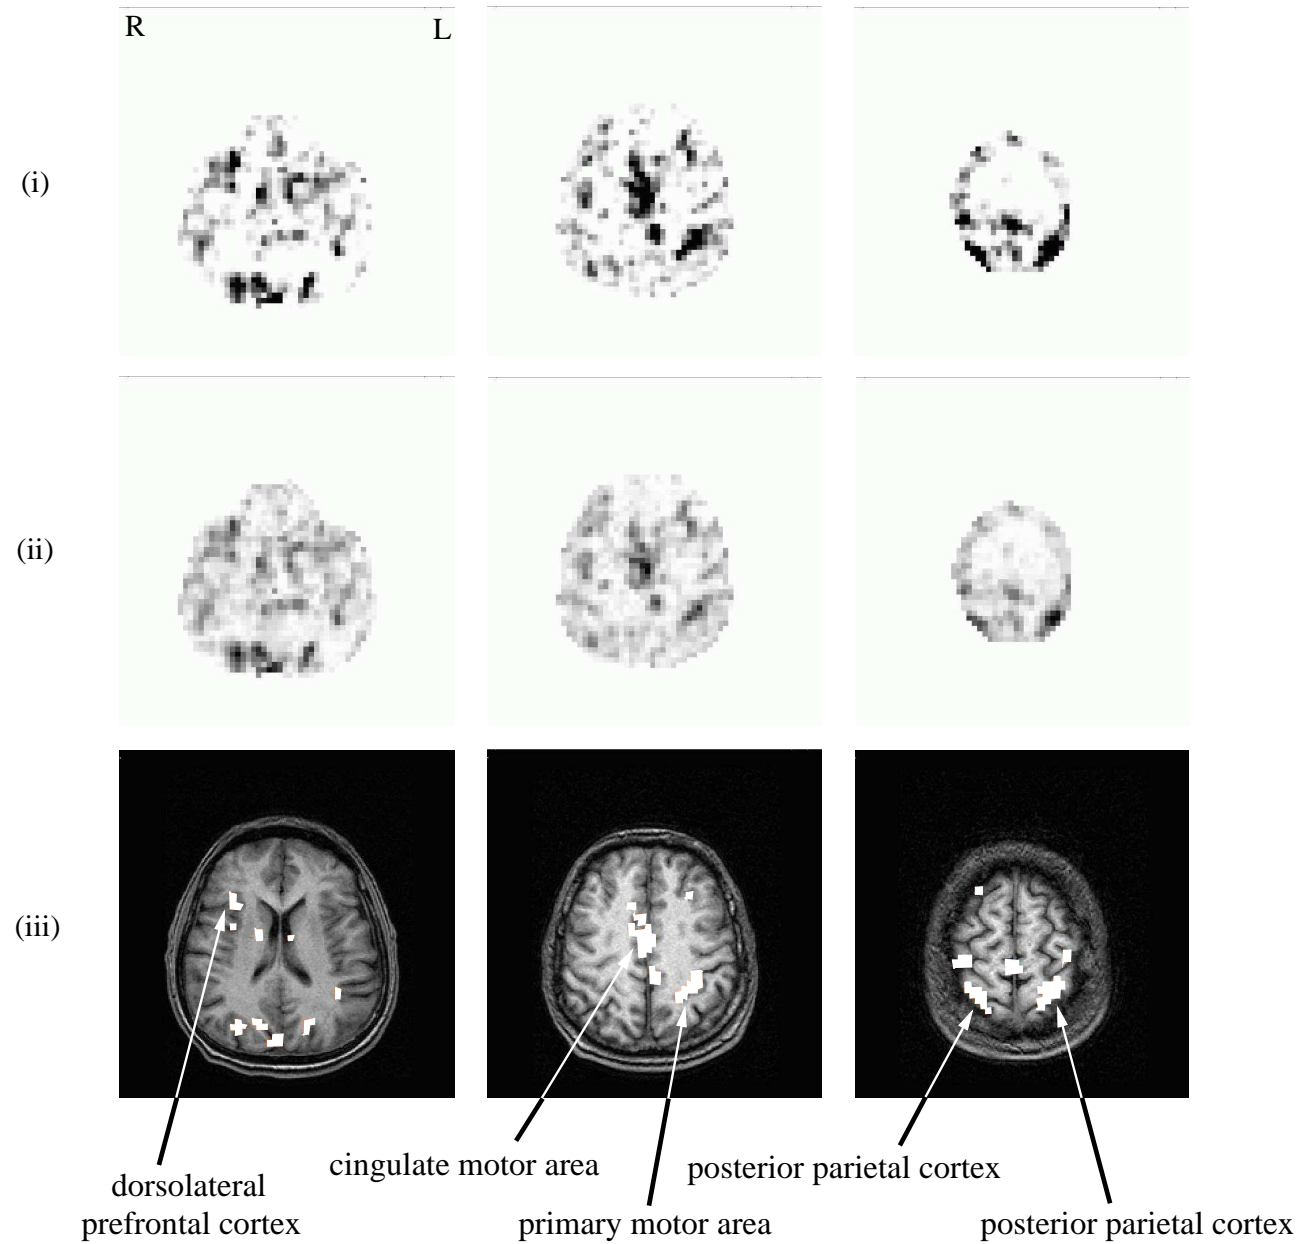 R
L
(i)
(ii)
(iii)
cingulate motor area
posterior parietal cortex
dorsolateral
prefrontal cortex
primary motor area
posterior parietal cortex